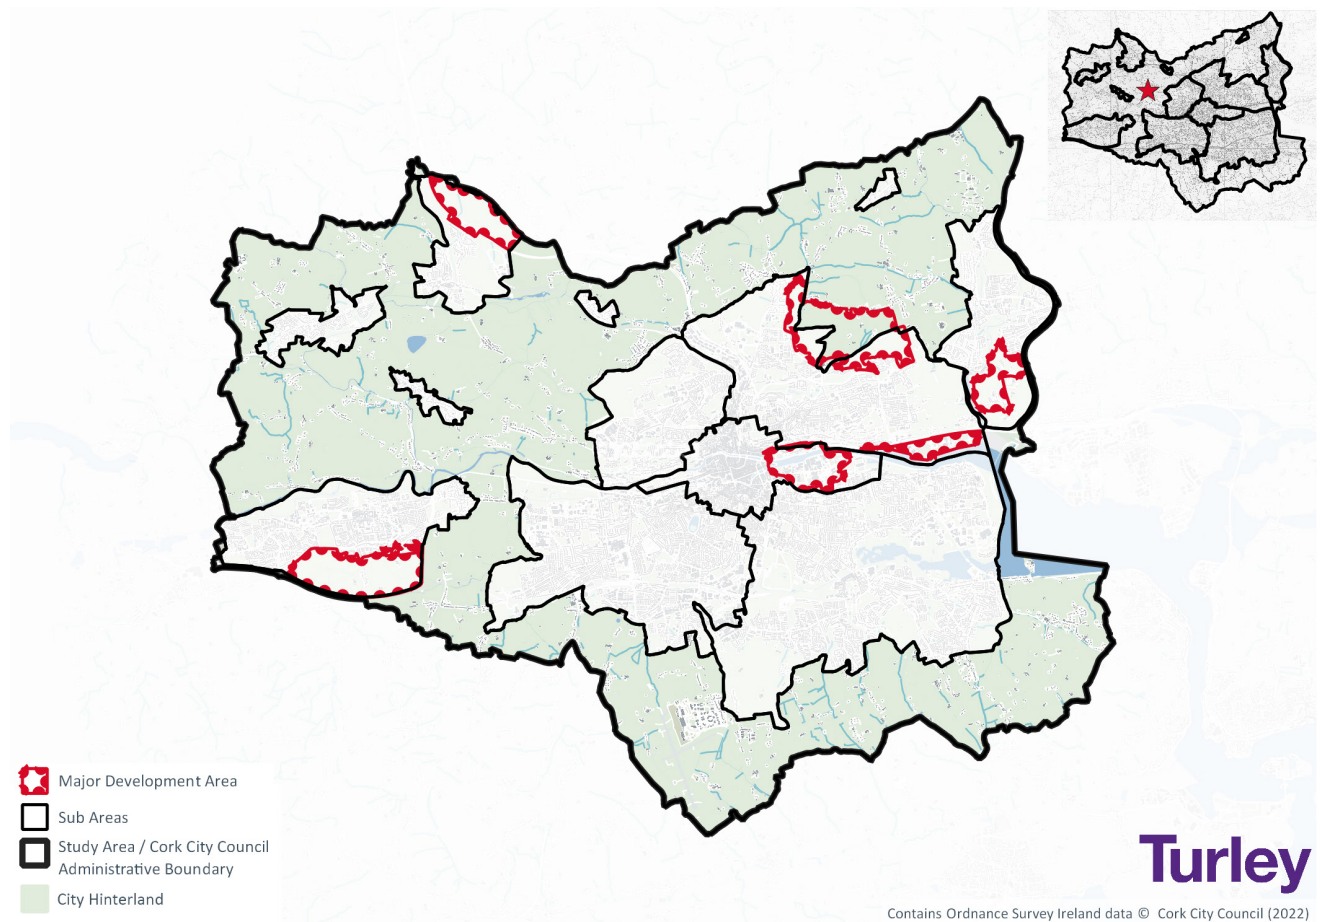 Major Development Area
Sub Areas
Study Area / Cork City Council
Administrative Boundary
City Hinterland
Turley
Contains Ordnance Survey Ireland data © Cork City Council (2022)